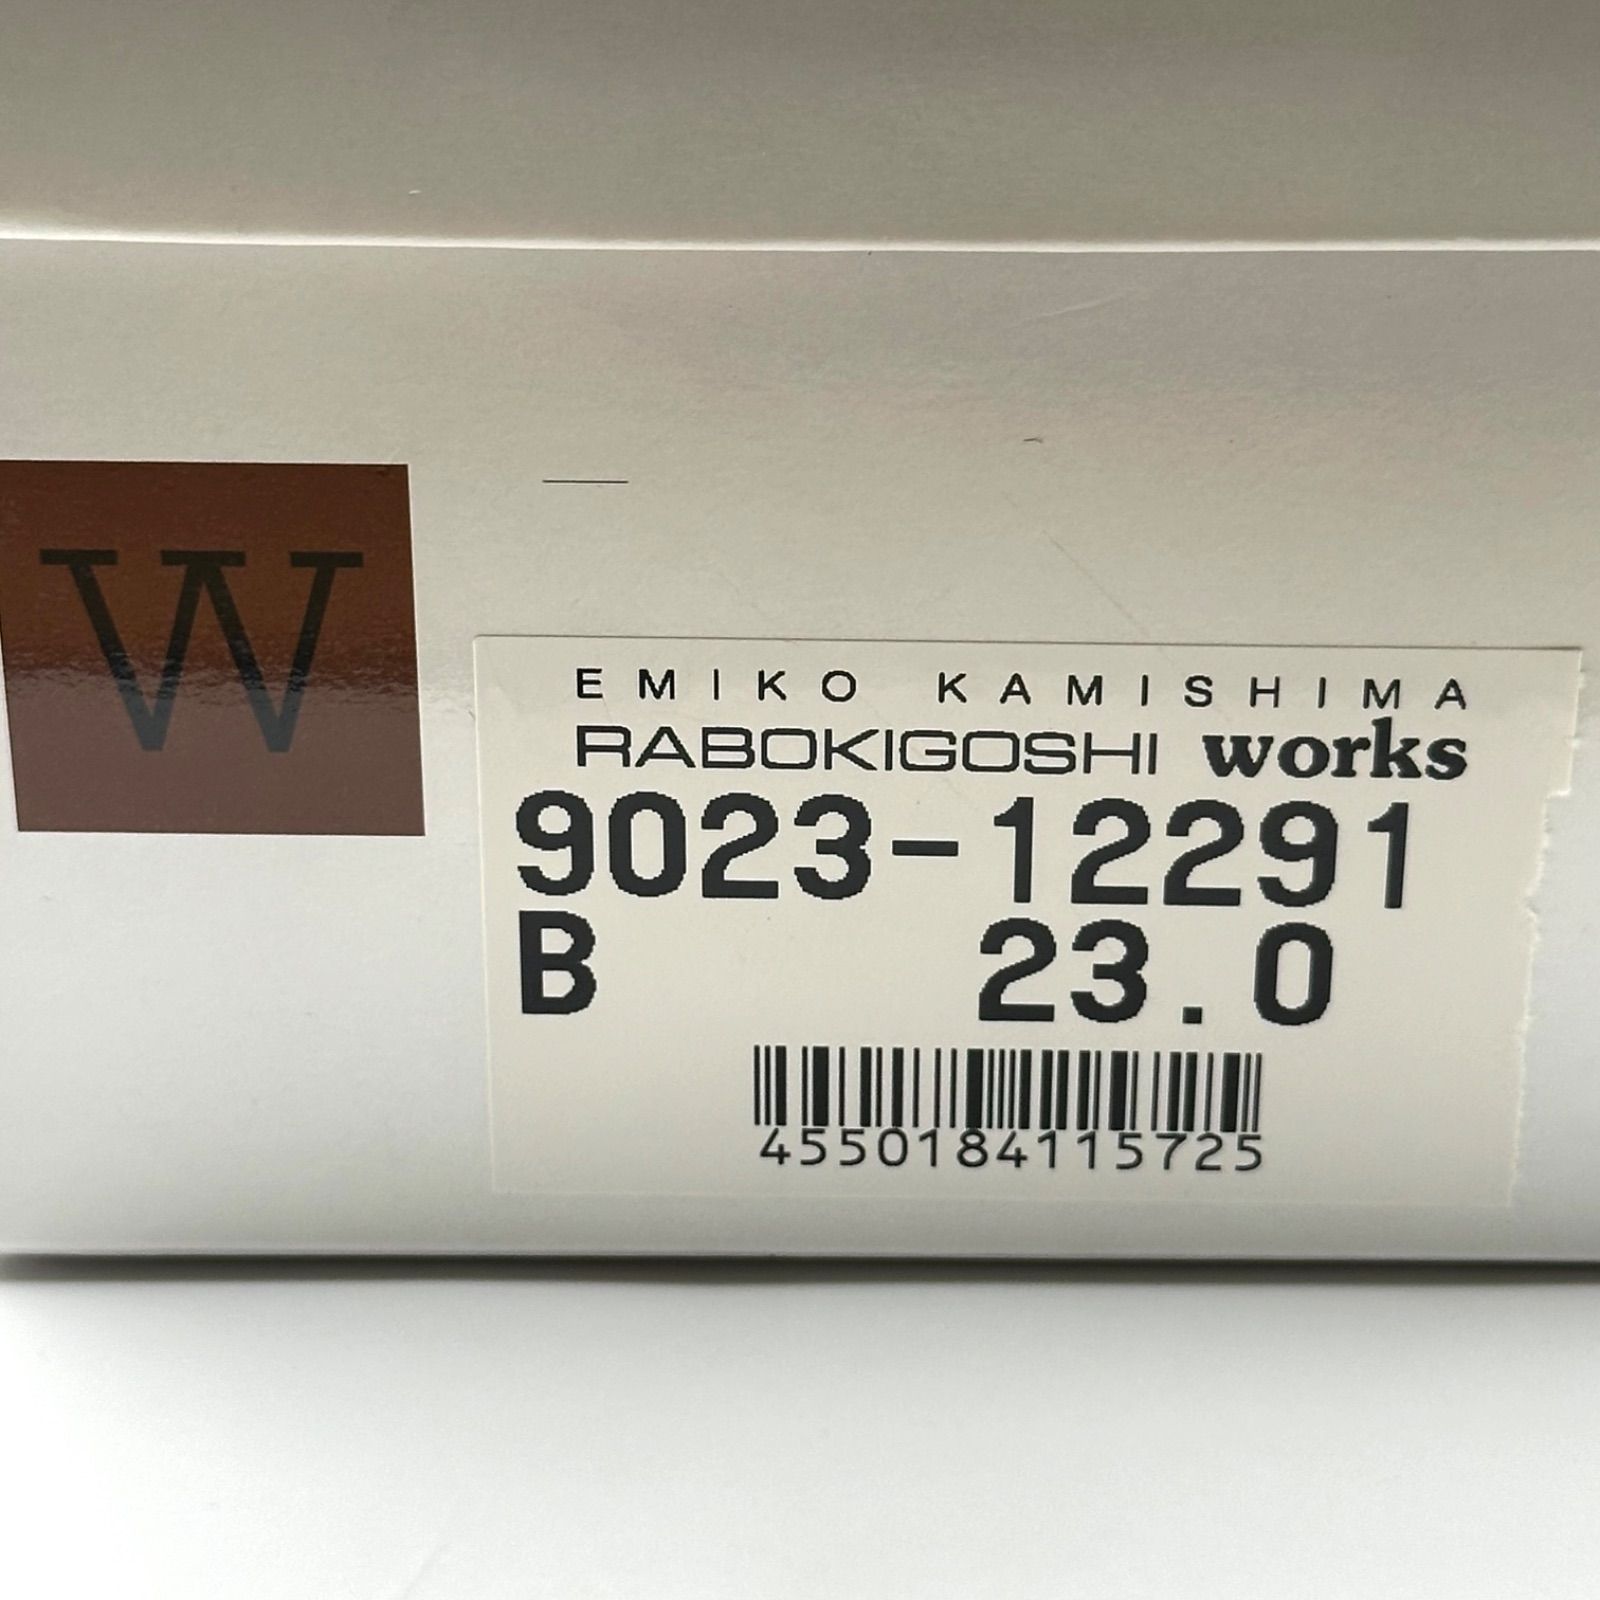 W
EMIKO KAMISHIMA
RABOKIGOSHI works
9023-12291
B 23.0
4550184115725